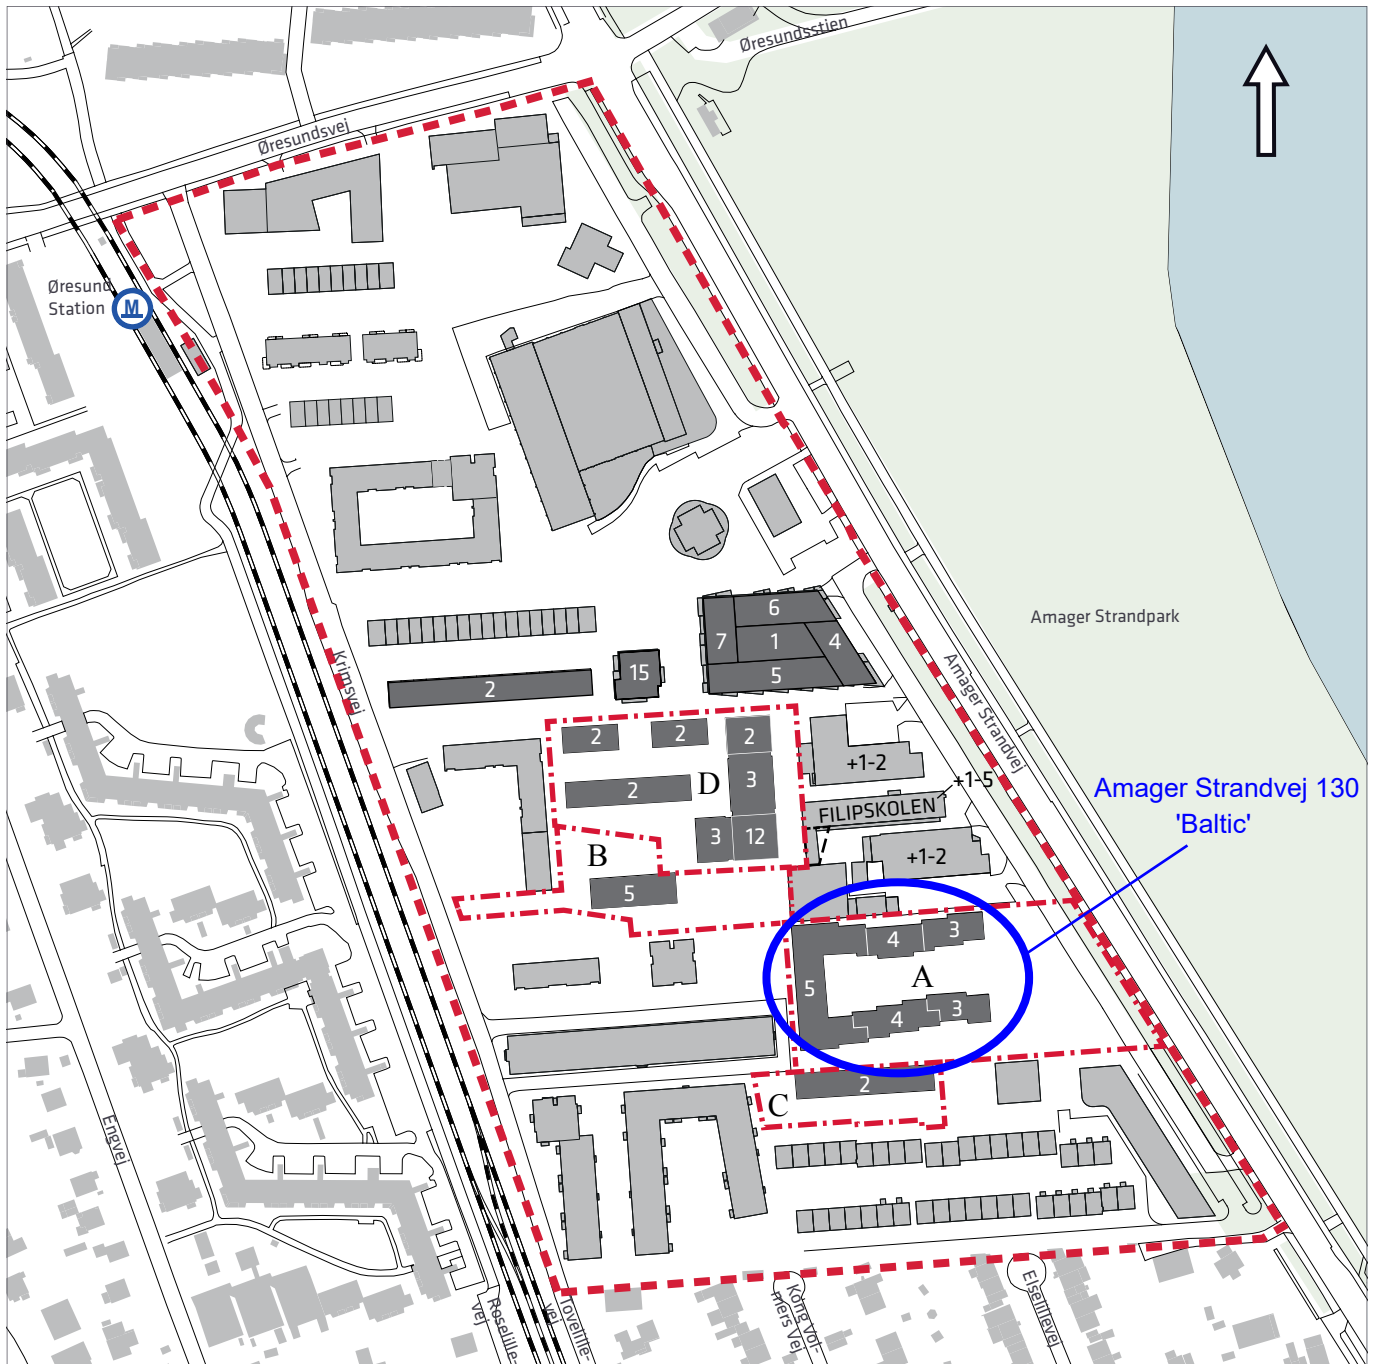 Øresundsstien
Øresundsvej
Øresund
Station
M
Amager Strandpark
6
7
1
4
5
15
2
Krimsvej
Amager Strandvej
2
2
2
+1-2
3
D
2
+1-5
FILIPSKOLEN
Amager Strandvej 130
'Baltic'
3
12
B
+1-2
5
4
3
A
5
4
3
2
C
Engvej
Roselille-
vej
Tovelille-
vej
Kong Vol-
mers Vej
Elselillevej